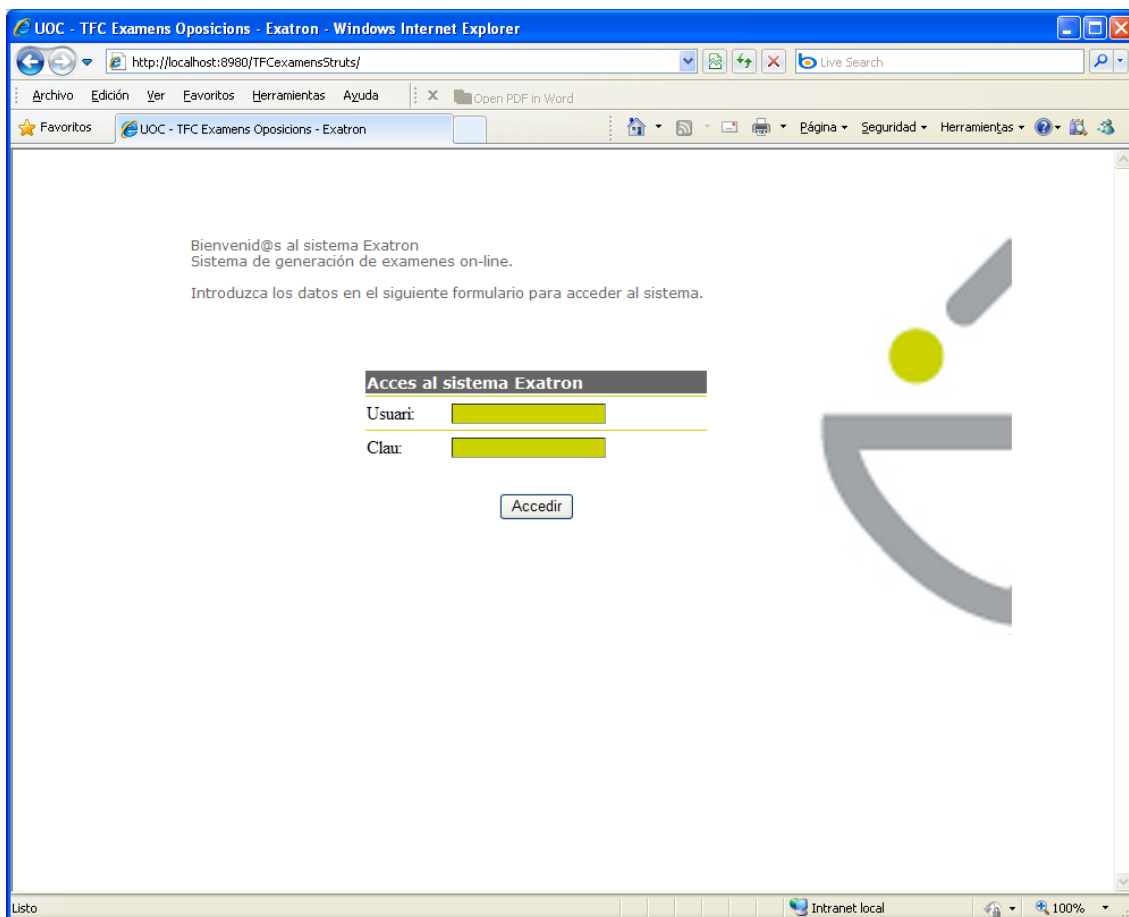 UOC - TFC Examens Oposicions - Exatron - Windows Internet Explorer
http://localhost:8980/TFCexamensStruts/
Live Search
Archivo Edición Ver Favoritos Herramientas Ayuda X Open PDF in Word
Favoritos UOC - TFC Examens Oposicions - Exatron Página Seguridad Herramientas
Bienvenid@s al sistema Exatron
Sistema de generación de examenes on-line.
Introduzca los datos en el siguiente formulario para acceder al sistema.
Acces al sistema Exatron
Usuari:
Clau:
Accedir
Listo Intranet local 100%